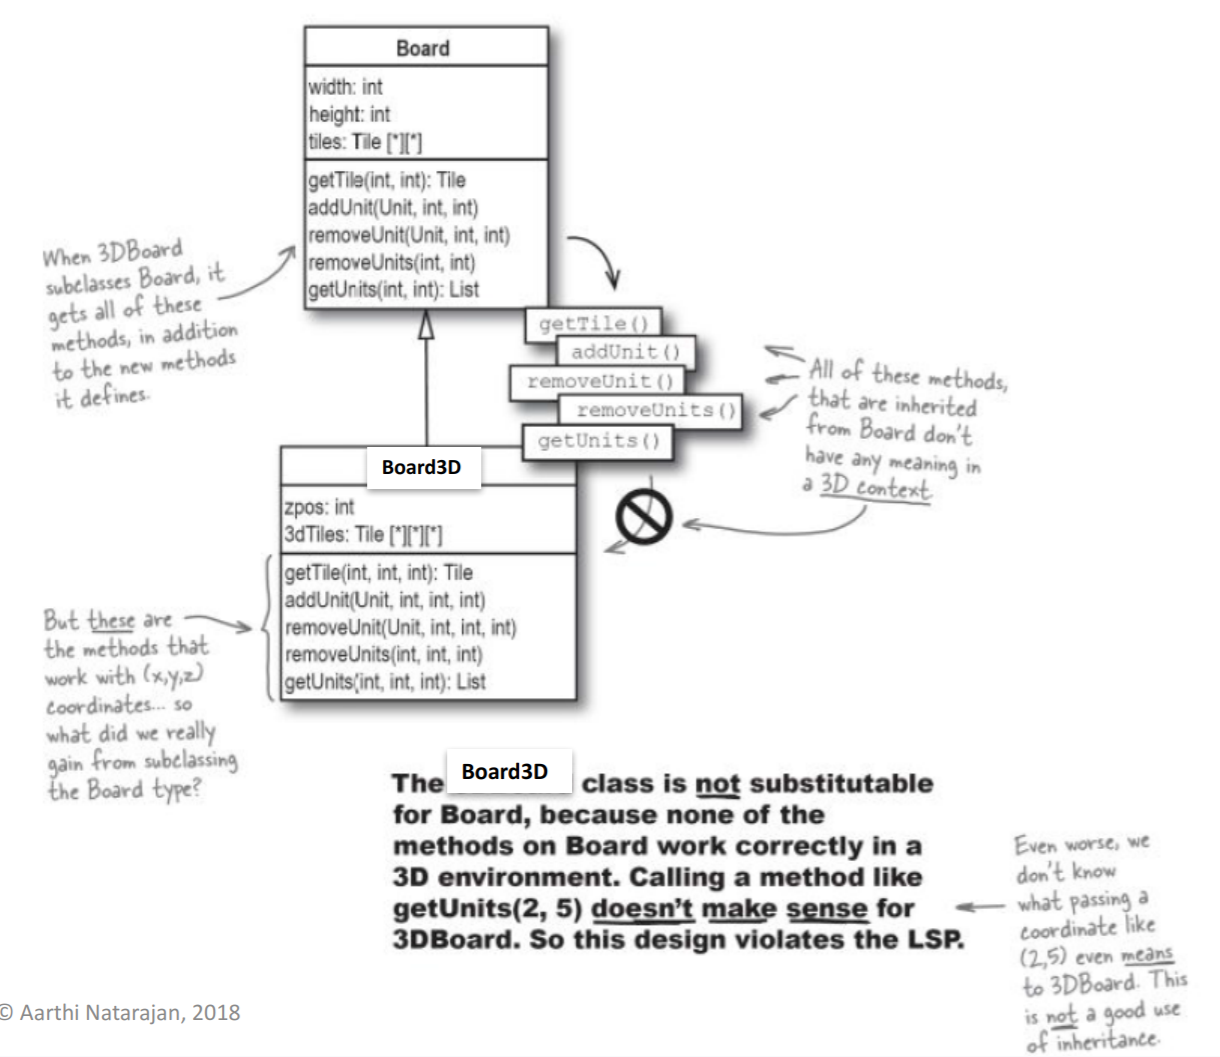 Board
width: int
height: int
tiles: Tile [*][*]
getTile(int, int): Tile
addUnit(Unit, int, int)
removeUnit(Unit, int, int)
removeUnits(int, int)
getUnits(int, int): List
When 3DBoard
subclasses Board, it
gets all of these
methods, in addition
to the new methods
it defines.
getTile()
addUnit()
removeUnit()
removeUnits()
getUnits()
All of these methods,
that are inherited
from Board don't
have any meaning in
a 3D context.
Board3D
zpos: int
3dTiles: Tile [*][*][*]
getTile(int, int, int): Tile
addUnit(Unit, int, int, int)
removeUnit(Unit, int, int, int)
removeUnits(int, int, int)
getUnits(int, int, int): List
But these are
the methods that
work with (x,y,z)
coordinates... so
what did we really
gain from subclassing
the Board type?
The Board3D class is not substitutable
for Board, because none of the
methods on Board work correctly in a
3D environment. Calling a method like
getUnits(2, 5) doesn't make sense for
3DBoard. So this design violates the LSP.
Even worse, we
don't know
what passing a
coordinate like
(2,5) even means
to 3DBoard. This
is not a good use
of inheritance.
© Aarthi Natarajan, 2018